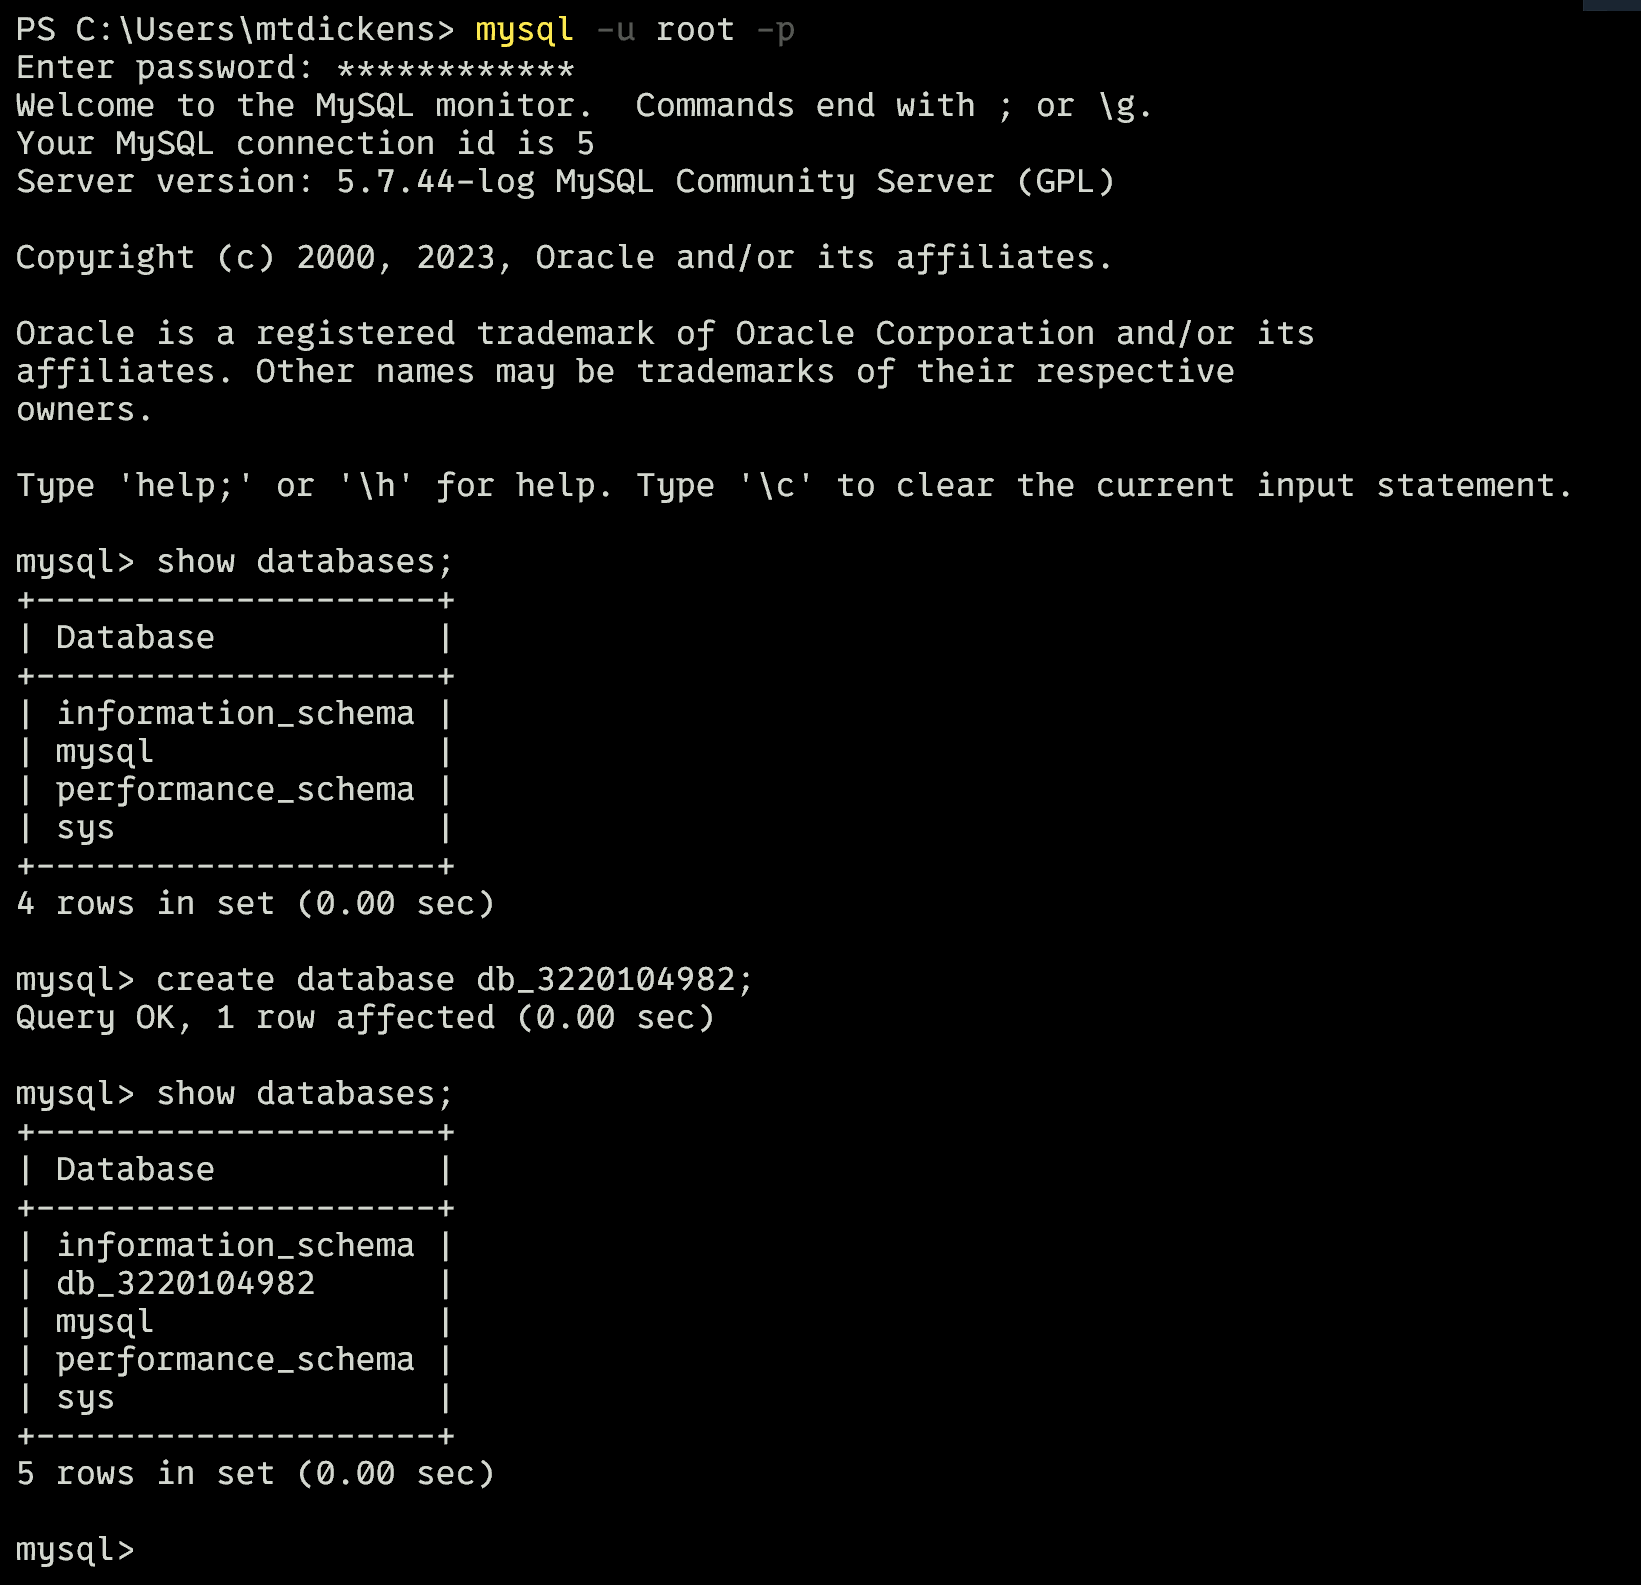 PS C:\Users\mtdickens> mysql -u root -p
Enter password: ************
Welcome to the MySQL monitor.  Commands end with ; or \g.
Your MySQL connection id is 5
Server version: 5.7.44-log MySQL Community Server (GPL)

Copyright (c) 2000, 2023, Oracle and/or its affiliates.

Oracle is a registered trademark of Oracle Corporation and/or its
affiliates. Other names may be trademarks of their respective
owners.

Type 'help;' or '\h' for help. Type '\c' to clear the current input statement.

mysql> show databases;
+--------------------+
| Database           |
+--------------------+
| information_schema |
| mysql              |
| performance_schema |
| sys                |
+--------------------+
4 rows in set (0.00 sec)

mysql> create database db_3220104982;
Query OK, 1 row affected (0.00 sec)

mysql> show databases;
+--------------------+
| Database           |
+--------------------+
| information_schema |
| db_3220104982      |
| mysql              |
| performance_schema |
| sys                |
+--------------------+
5 rows in set (0.00 sec)

mysql>